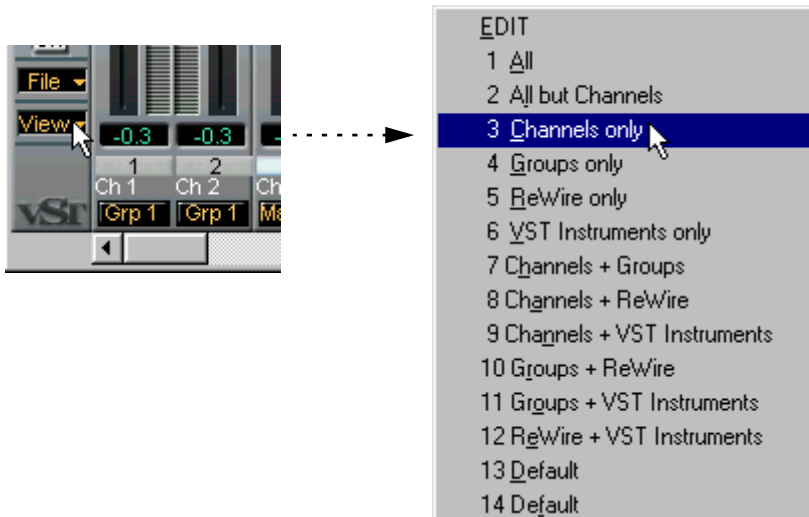 File
View
-0.3 -0.3
1 2
Ch 1 Ch 2 Ch
Grp 1 Grp 1 Ma
VST
EDIT
1 All
2 All but Channels
3 Channels only
4 Groups only
5 ReWire only
6 VST Instruments only
7 Channels + Groups
8 Channels + ReWire
9 Channels + VST Instruments
10 Groups + ReWire
11 Groups + VST Instruments
12 ReWire + VST Instruments
13 Default
14 Default